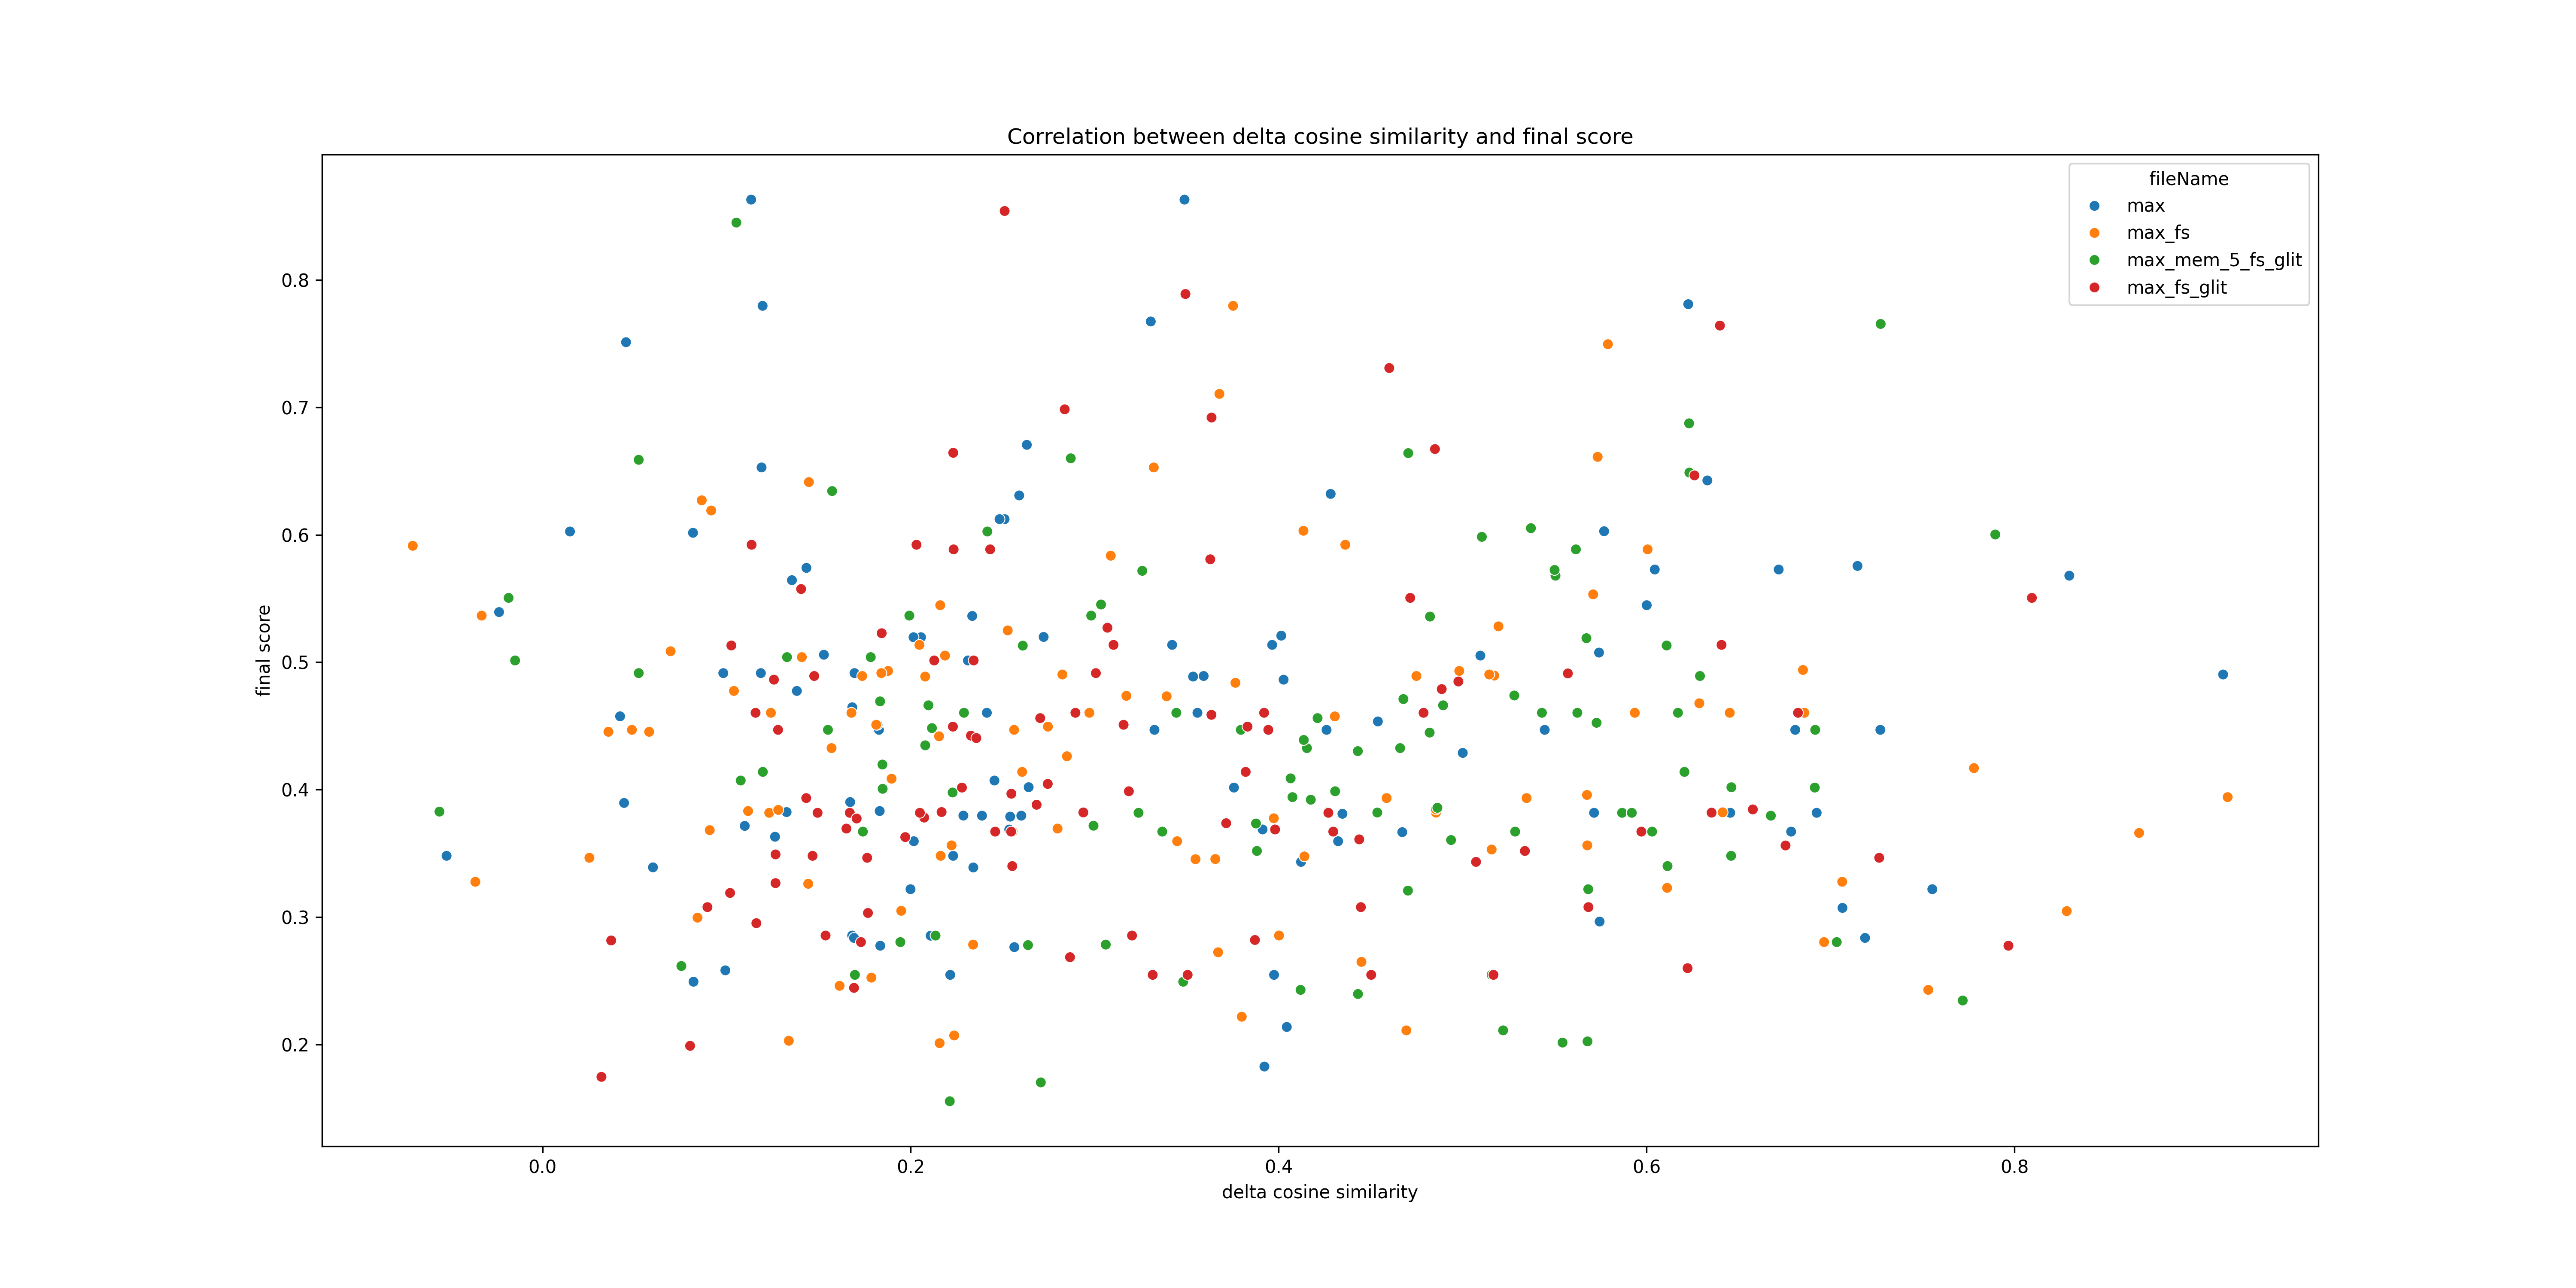 Correlation between delta cosine similarity and final score
fileName
max
max_fs
max_mem_5_fs_glit
max_fs_glit
0.8
0.7
0.6
0.5
0.4
0.3
0.2
final score
0.0
0.2
0.4
0.6
0.8
delta cosine similarity